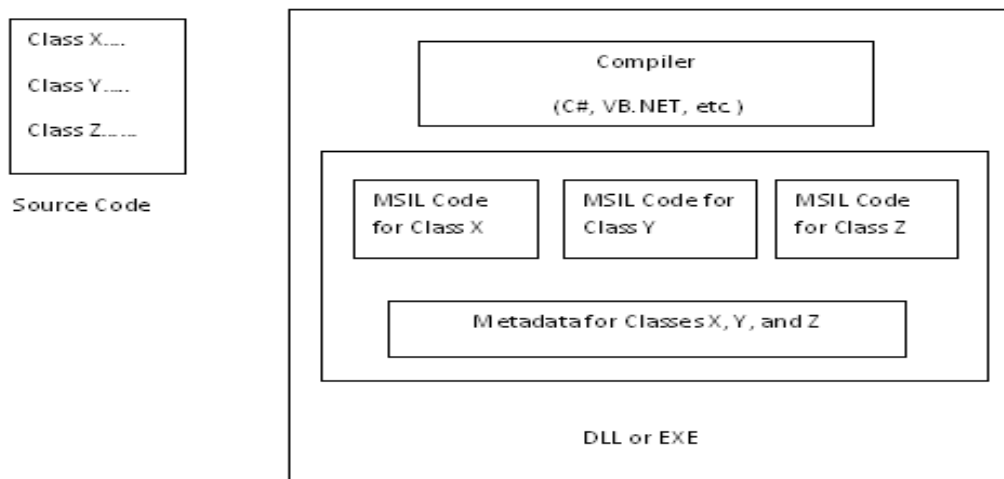 Class X....
Class Y.....
Class Z......
Source Code
Compiler
(C#, VB.NET, etc.)
MSIL Code
for Class X
MSIL Code for
Class Y
MSIL Code
for Class Z
Metadata for Classes X, Y, and Z
DLL or EXE